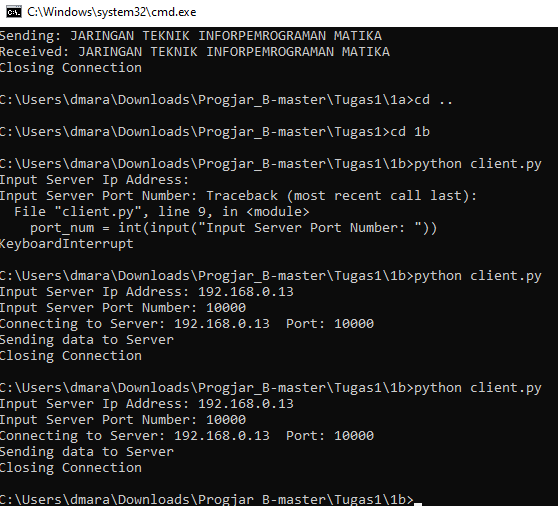 C:\Windows\system32\cmd.exe
Sending: JARINGAN TEKNIK INFORPEMROGRAMAN MATIKA
Received: JARINGAN TEKNIK INFORPEMROGRAMAN MATIKA
Closing Connection
C:\Users\dmara\Downloads\Progjar_B-master\Tugas1\1a>cd ..
C:\Users\dmara\Downloads\Progjar_B-master\Tugas1>cd 1b
C:\Users\dmara\Downloads\Progjar_B-master\Tugas1\1b>python client.py
Input Server Ip Address:
Input Server Port Number: Traceback (most recent call last):
  File "client.py", line 9, in <module>
    port_num = int(input("Input Server Port Number: "))
KeyboardInterrupt
C:\Users\dmara\Downloads\Progjar_B-master\Tugas1\1b>python client.py
Input Server Ip Address: 192.168.0.13
Input Server Port Number: 10000
Connecting to Server: 192.168.0.13  Port: 10000
Sending data to Server
Closing Connection
C:\Users\dmara\Downloads\Progjar_B-master\Tugas1\1b>python client.py
Input Server Ip Address: 192.168.0.13
Input Server Port Number: 10000
Connecting to Server: 192.168.0.13  Port: 10000
Sending data to Server
Closing Connection
C:\Users\dmara\Downloads\Progjar_B-master\Tugas1\1b>